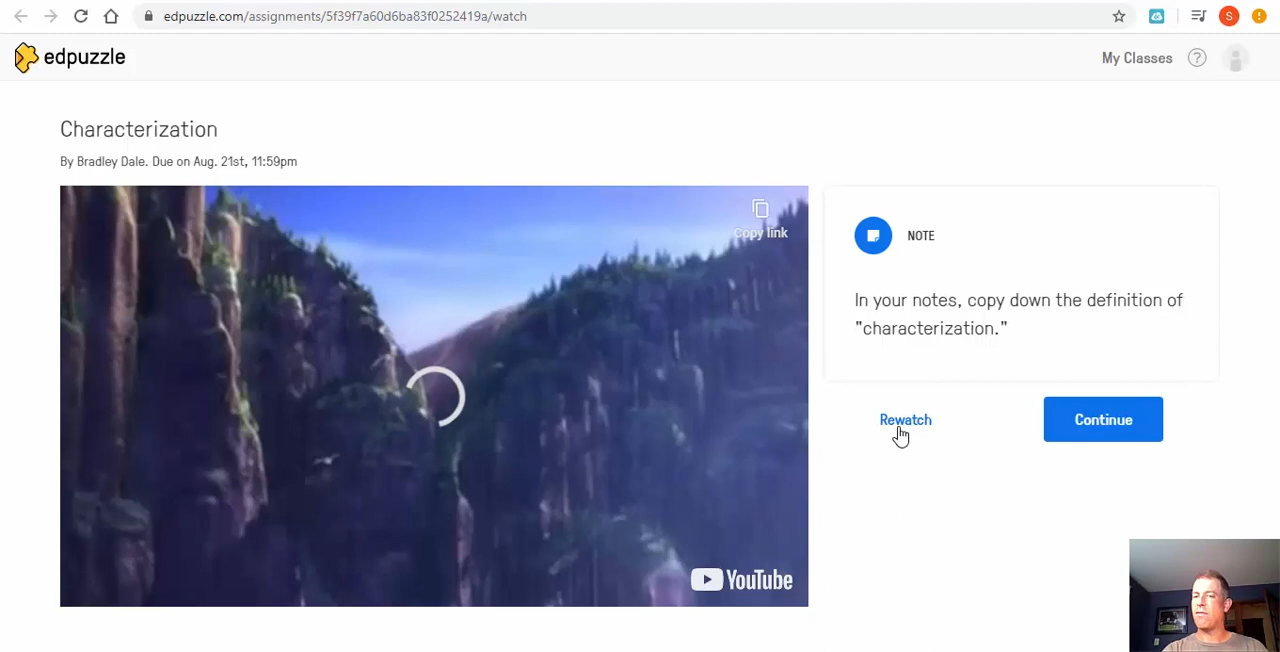 edpuzzle.com/assignments/5f39f7a60d6ba83f0252419a/watch
S
edpuzzle
My Classes
?
Characterization
By Bradley Dale. Due on Aug. 21st, 11:59pm
Copy link
NOTE
In your notes, copy down the definition of
"characterization."
Rewatch
Continue
YouTube